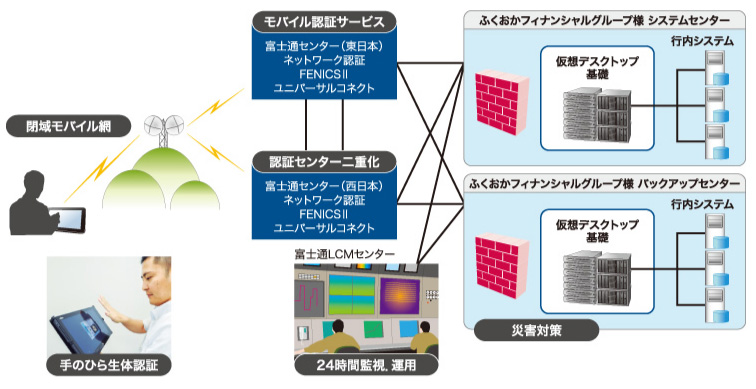 モバイル認証サービス
富士通センター(東日本)
ネットワーク認証
FENICSⅡ
ユニバーサルコネクト
閉域モバイル網
認証センター二重化
富士通センター(西日本)
ネットワーク認証
FENICSⅡ
ユニバーサルコネクト
ふくおかフィナンシャルグループ様 システムセンター
行内システム
仮想デスクトップ
基礎
ふくおかフィナンシャルグループ様 バックアップセンター
行内システム
仮想デスクトップ
基礎
災害対策
富士通LCMセンター
手のひら生体認証
24時間監視．運用